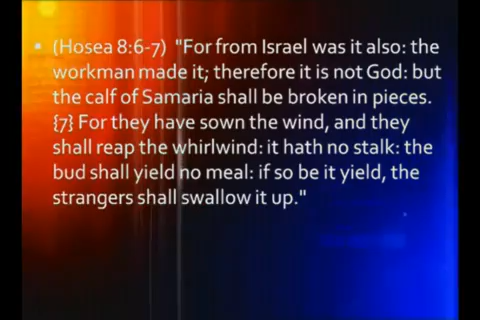 (Hosea 8:6-7) "For from Israel was it also: the
workman made it; therefore it is not God: but
the calf of Samaria shall be broken in pieces.
{7} For they have sown the wind, and they
shall reap the whirlwind: it hath no stalk: the
bud shall yield no meal: if so be it yield, the
strangers shall swallow it up."